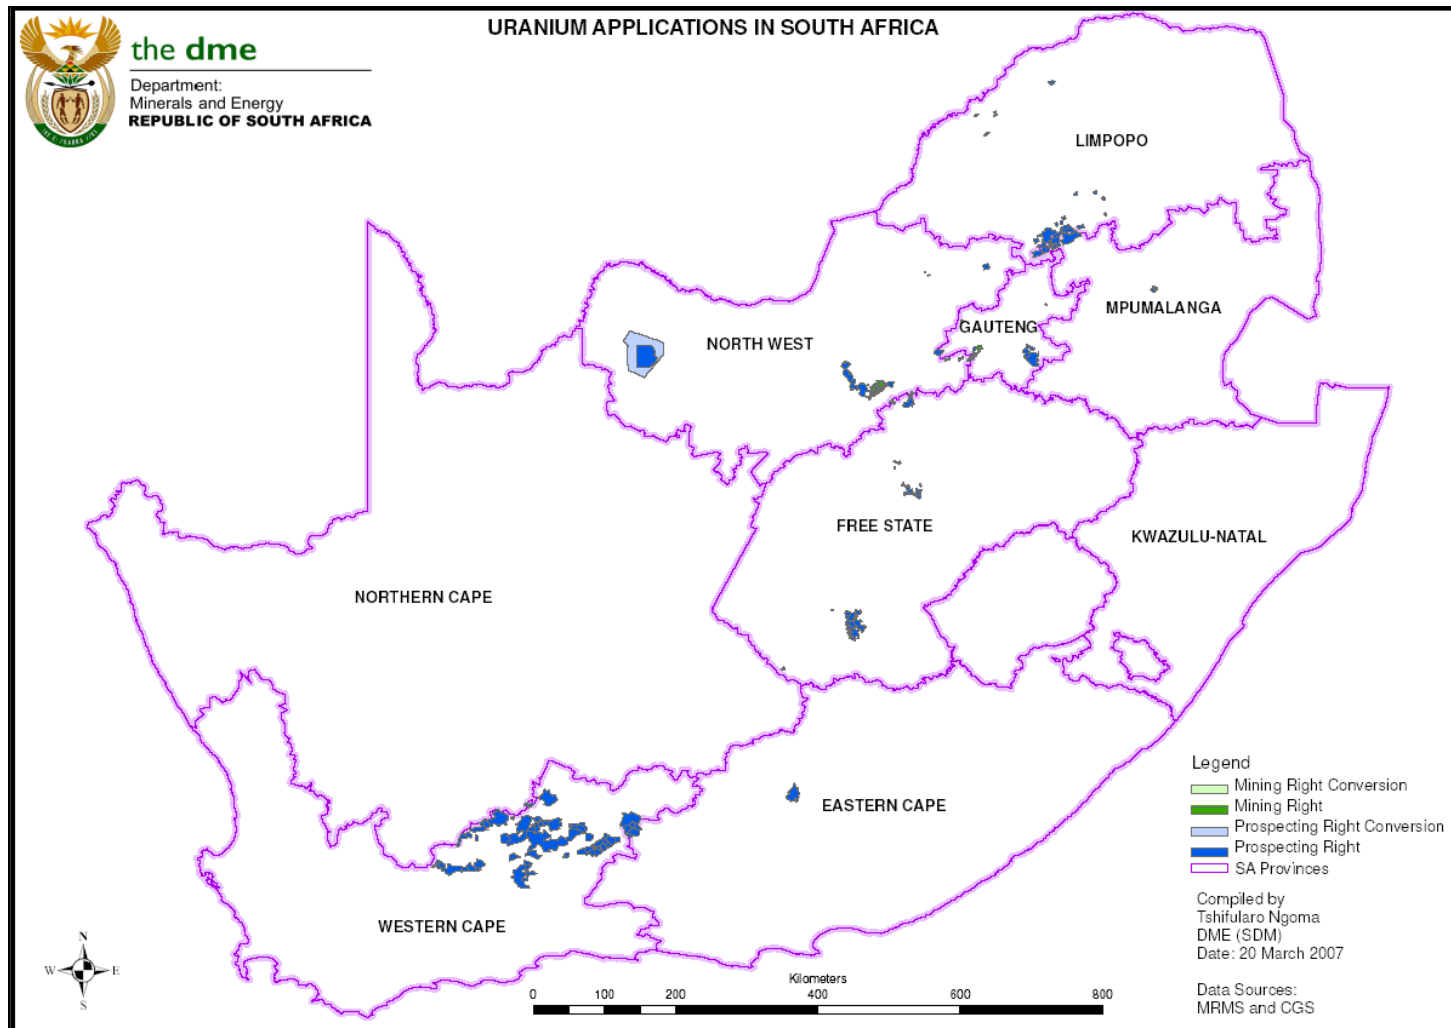 URANIUM APPLICATIONS IN SOUTH AFRICA
the dme
Department:
Minerals and Energy
REPUBLIC OF SOUTH AFRICA
LIMPOPO
MPUMALANGA
GAUTENG
NORTH WEST
FREE STATE
KWAZULU-NATAL
NORTHERN CAPE
EASTERN CAPE
WESTERN CAPE
Legend
Mining Right Conversion
Mining Right
Prospecting Right Conversion
Prospecting Right
SA Provinces
Compiled by
Tshifularo Ngoma
DME (SDM)
Date: 20 March 2007
Data Sources:
MRMS and CGS
N
W E
S
Kilometers
0 100 200 400 600 800